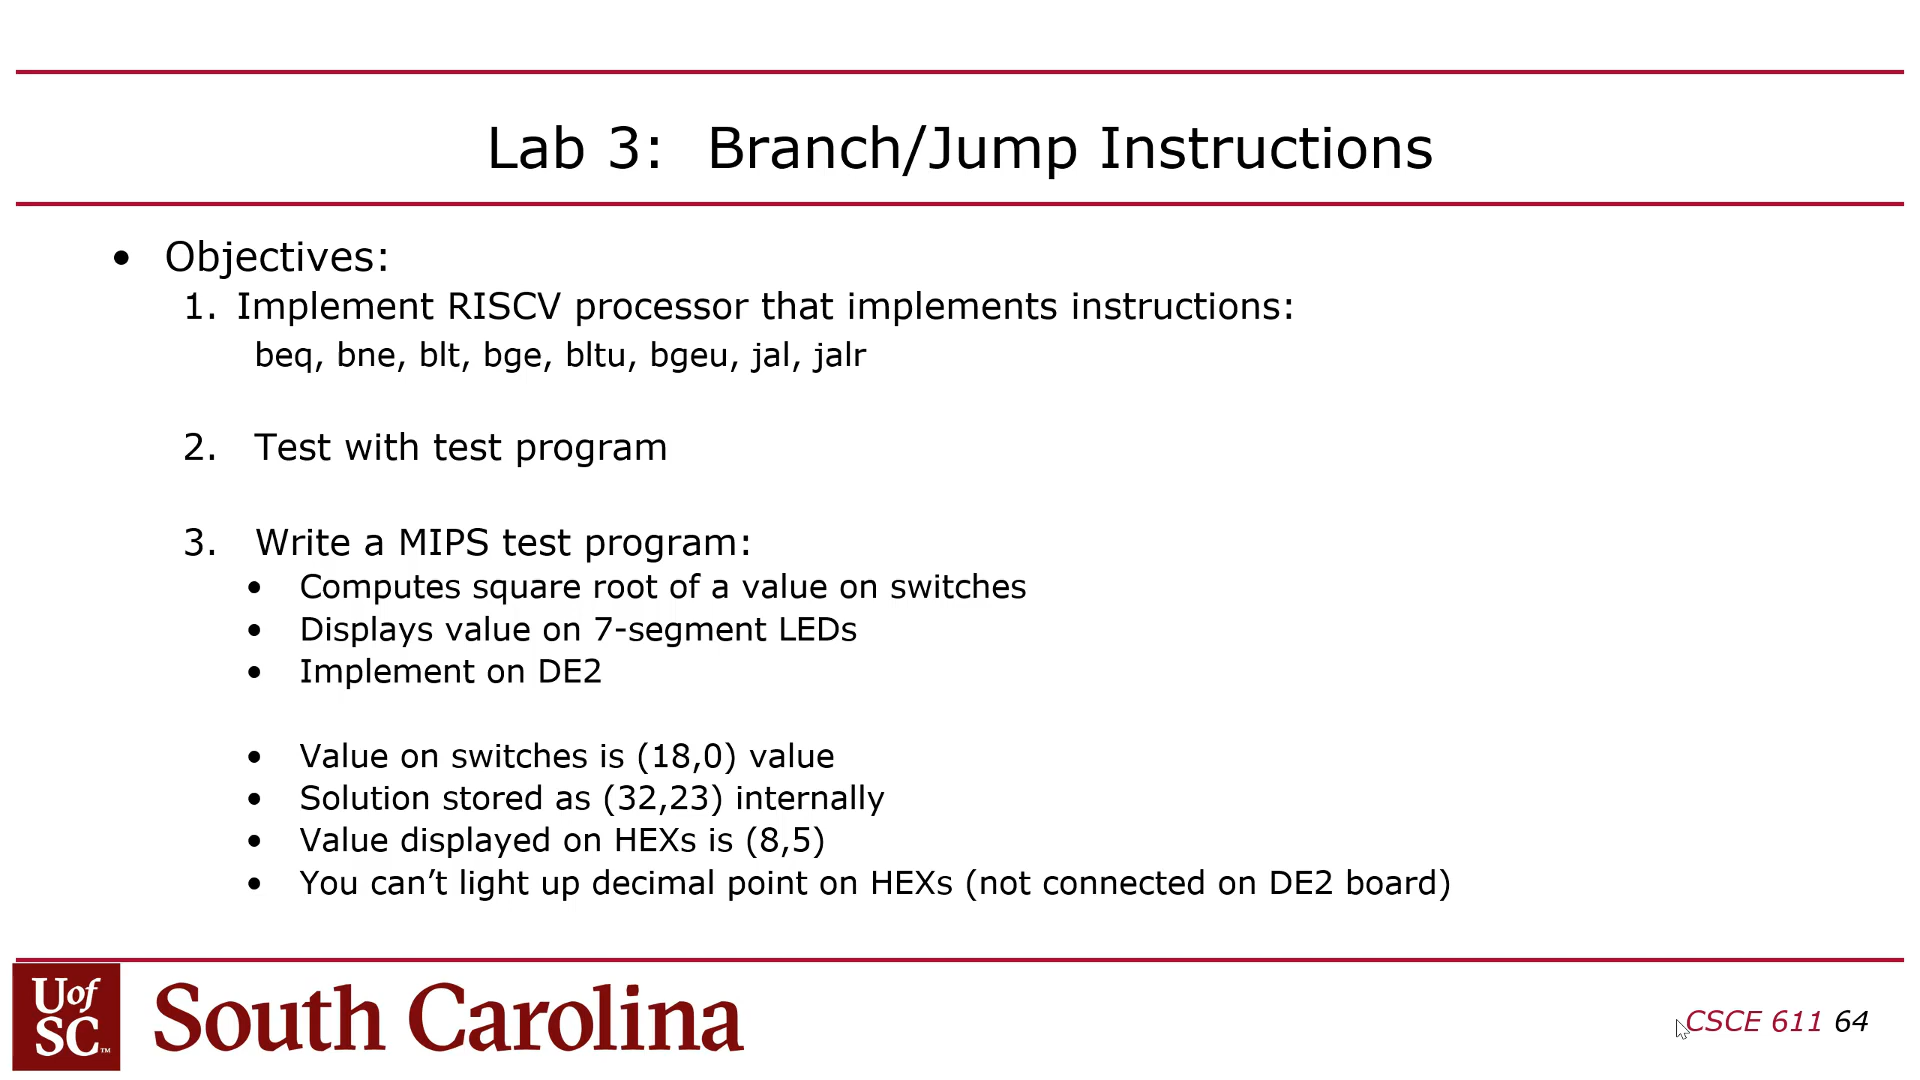 Lab 3: Branch/Jump Instructions
• Objectives:
1. Implement RISCV processor that implements instructions:
beq, bne, blt, bge, bltu, bgeu, jal, jalr
2. Test with test program
3. Write a MIPS test program:
• Computes square root of a value on switches
• Displays value on 7-segment LEDs
• Implement on DE2
• Value on switches is (18,0) value
• Solution stored as (32,23) internally
• Value displayed on HEXs is (8,5)
• You can’t light up decimal point on HEXs (not connected on DE2 board)
UofSC™
South Carolina
CSCE 611 64